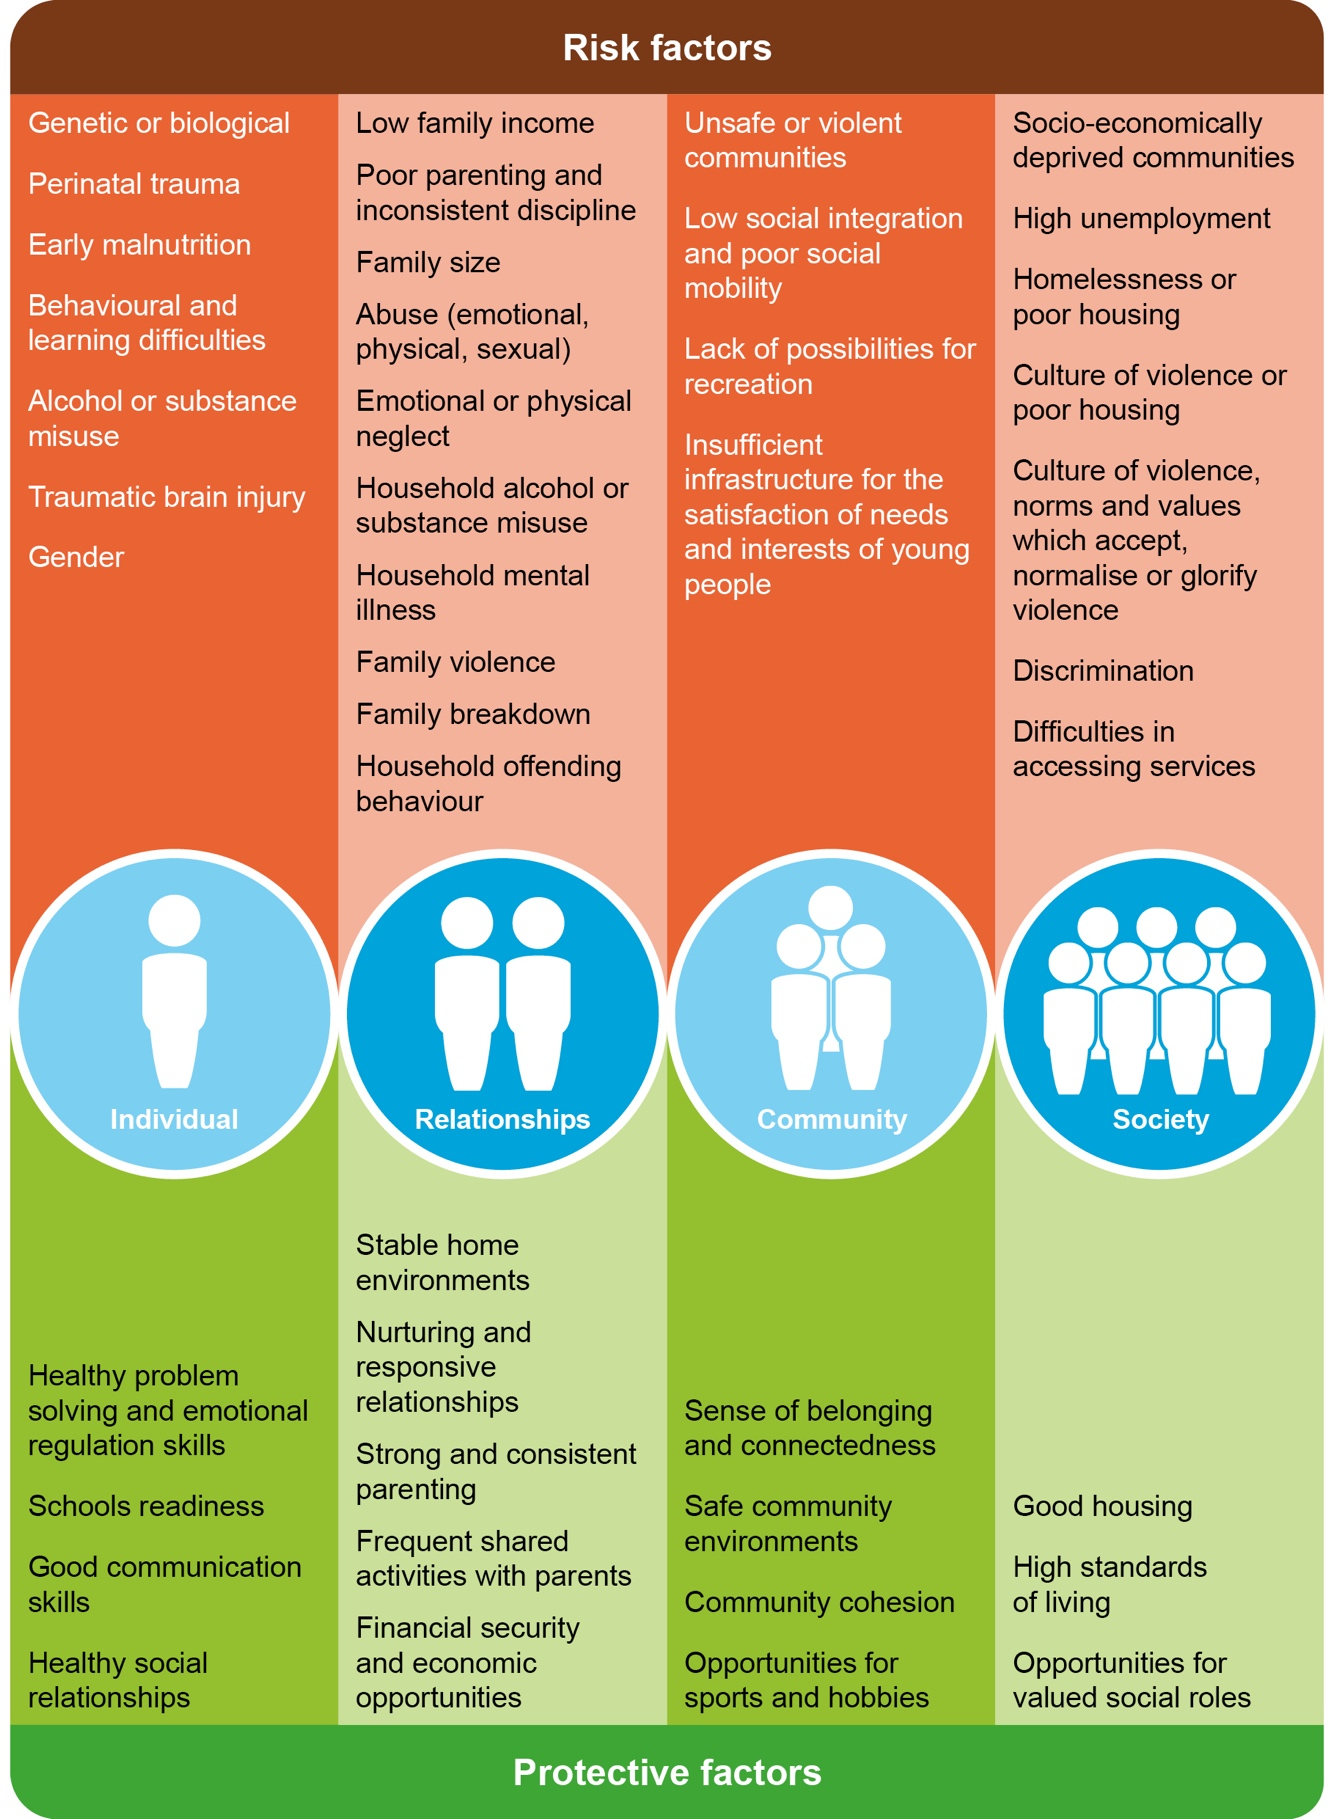 Risk factors
Genetic or biological
Perinatal trauma
Early malnutrition
Behavioural and
learning difficulties
Alcohol or substance
misuse
Traumatic brain injury
Gender
Low family income
Poor parenting and
inconsistent discipline
Family size
Abuse (emotional,
physical, sexual)
Emotional or physical
neglect
Household alcohol or
substance misuse
Household mental
illness
Family violence
Family breakdown
Household offending
behaviour
Unsafe or violent
communities
Low social integration
and poor social
mobility
Lack of possibilities for
recreation
Insufficient
infrastructure for the
satisfaction of needs
and interests of young
people
Socio-economically
deprived communities
High unemployment
Homelessness or
poor housing
Culture of violence or
poor housing
Culture of violence,
norms and values
which accept,
normalise or glorify
violence
Discrimination
Difficulties in
accessing services
Individual
Relationships
Community
Society
Healthy problem
solving and emotional
regulation skills
Schools readiness
Good communication
skills
Healthy social
relationships
Stable home
environments
Nurturing and
responsive
relationships
Strong and consistent
parenting
Frequent shared
activities with parents
Financial security
and economic
opportunities
Sense of belonging
and connectedness
Safe community
environments
Community cohesion
Opportunities for
sports and hobbies
Good housing
High standards
of living
Opportunities for
valued social roles
Protective factors